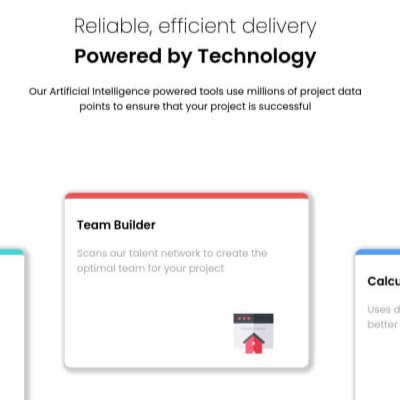 Reliable, efficient delivery
Powered by Technology
Our Artificial Intelligence powered tools use millions of project data
points to ensure that your project is successful
Team Builder
Scans our talent network to create the
optimal team for your project
Uses
better